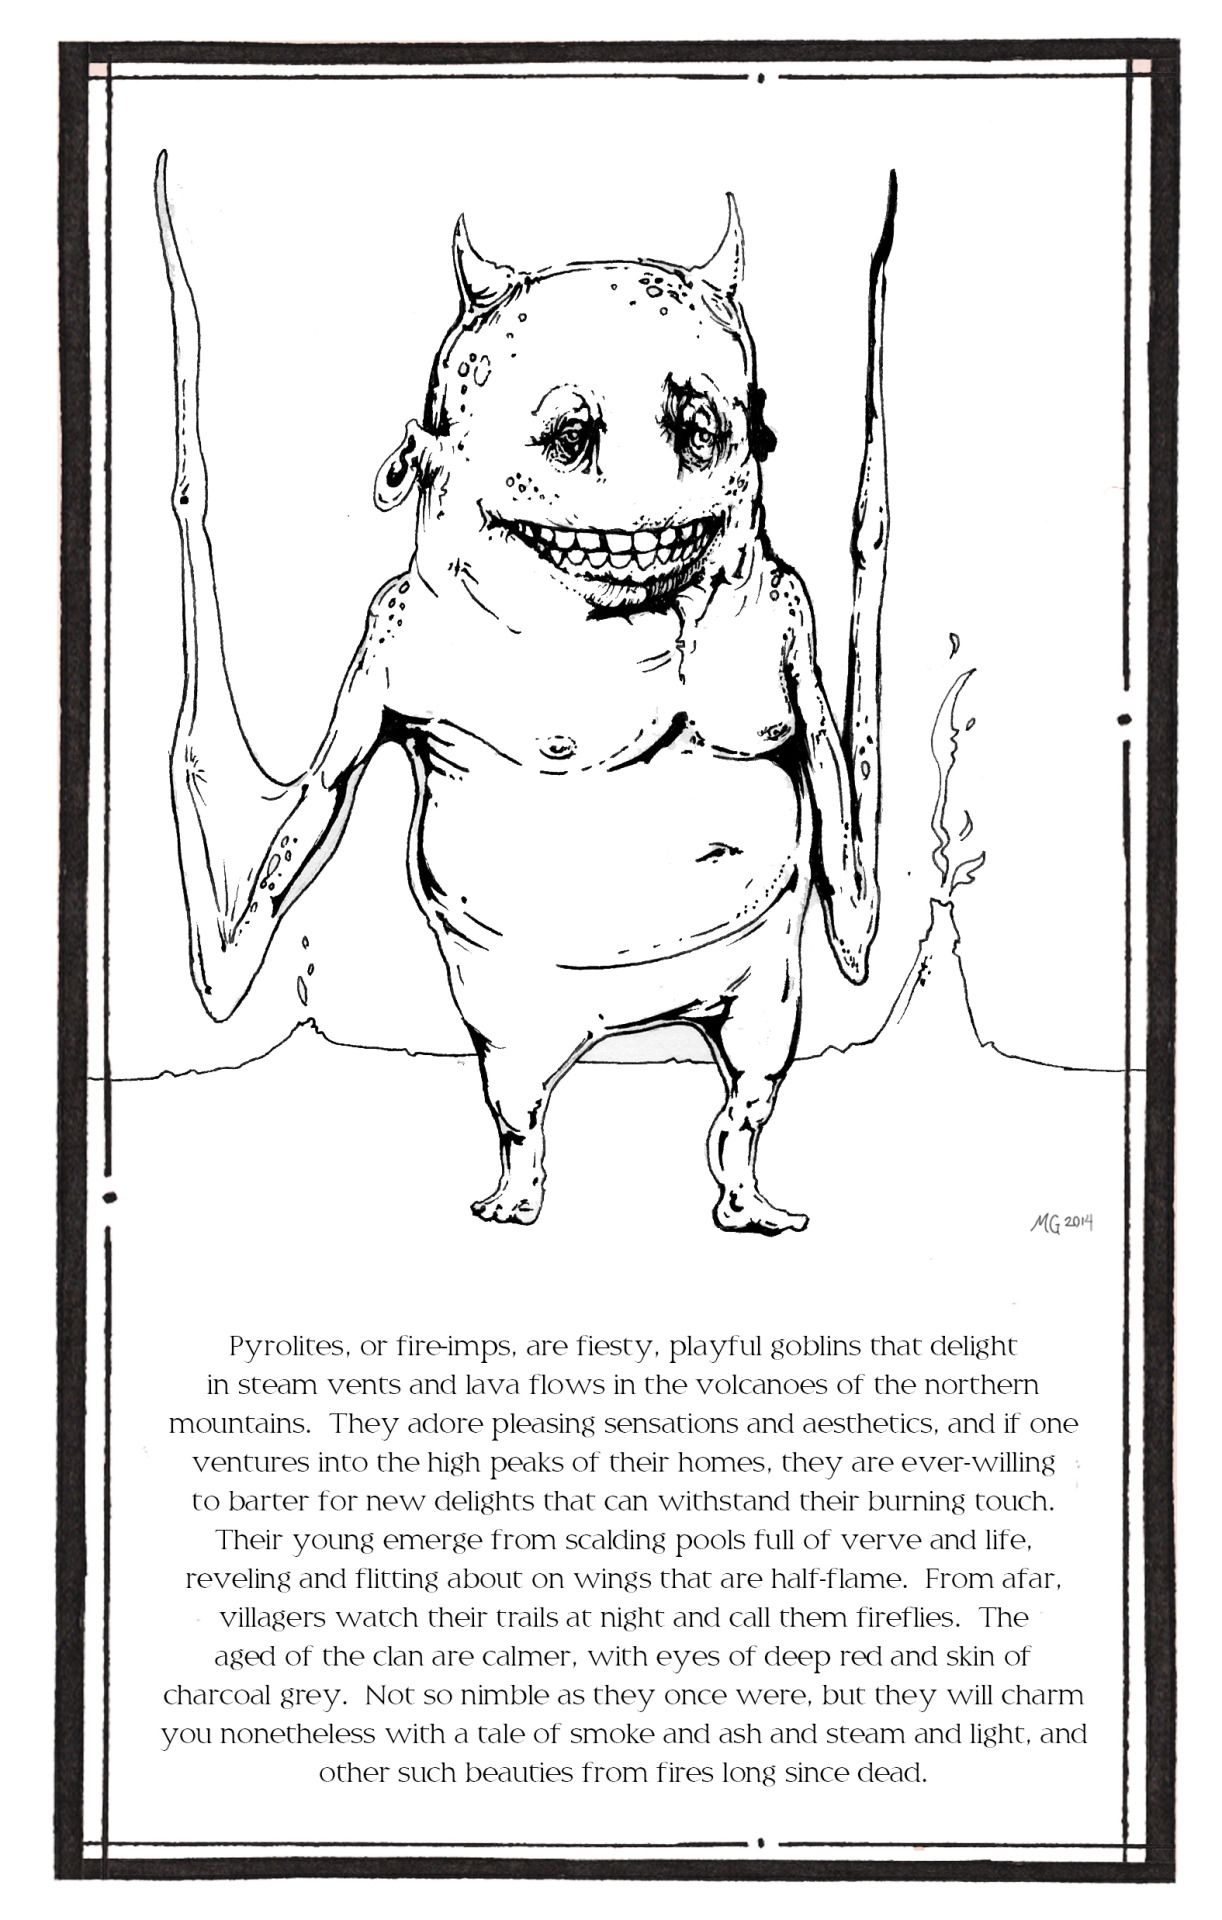 MG 2014
Pyrolites, or fire-imps, are fiesty, playful goblins that delight
in steam vents and lava flows in the volcanoes of the northern
mountains.  They adore pleasing sensations and aesthetics, and if one
ventures into the high peaks of their homes, they are ever-willing
to barter for new delights that can withstand their burning touch.
Their young emerge from scalding pools full of verve and life,
reveling and flitting about on wings that are half-flame.  From afar,
villagers watch their trails at night and call them fireflies.  The
aged of the clan are calmer, with eyes of deep red and skin of
charcoal grey.  Not so nimble as they once were, but they will charm
you nonetheless with a tale of smoke and ash and steam and light, and
other such beauties from fires long since dead.